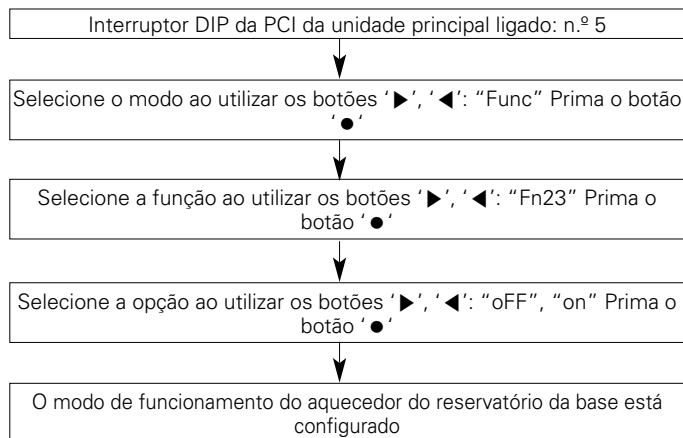 Interruptor DIP da PCI da unidade principal ligado: n.º 5
Selecione o modo ao utilizar os botões ‘▶’, ‘◀’: “Func” Prima o botão
‘ ● ‘
Selecione a função ao utilizar os botões ‘▶’, ‘◀’: “Fn23” Prima o
botão ‘ ● ‘
Selecione a opção ao utilizar os botões ‘▶’, ‘◀’: “oFF”, “on” Prima o
botão ‘ ● ‘
O modo de funcionamento do aquecedor do reservatório da base está
configurado